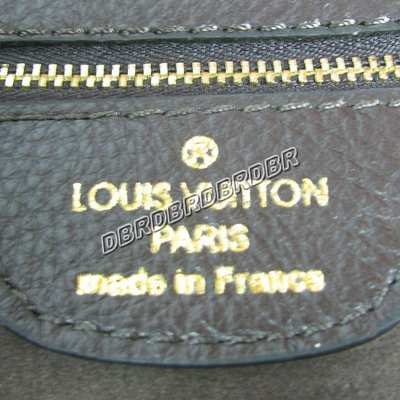 ®
LOUIS VUITTON
DBRDBRDBRDBR
PARIS
made in France